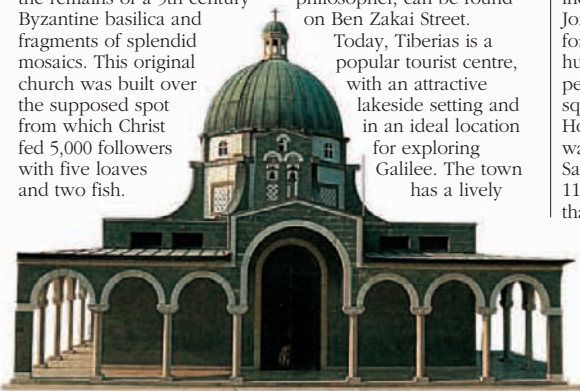 the remains of a 5th century
Byzantine basilica and
fragments of splendid
mosaics. This original
church was built over
the supposed spot
from which Christ
fed 5,000 followers
with five loaves
and two fish.
philosopher, can be found
on Ben Zakai Street.
Today, Tiberias is a
popular tourist centre,
with an attractive
lakeside setting and
in an ideal location
for exploring
Galilee. The town
has a lively
Jor
for
hu
pe
sq
Ho
wa
Sa
11
tha